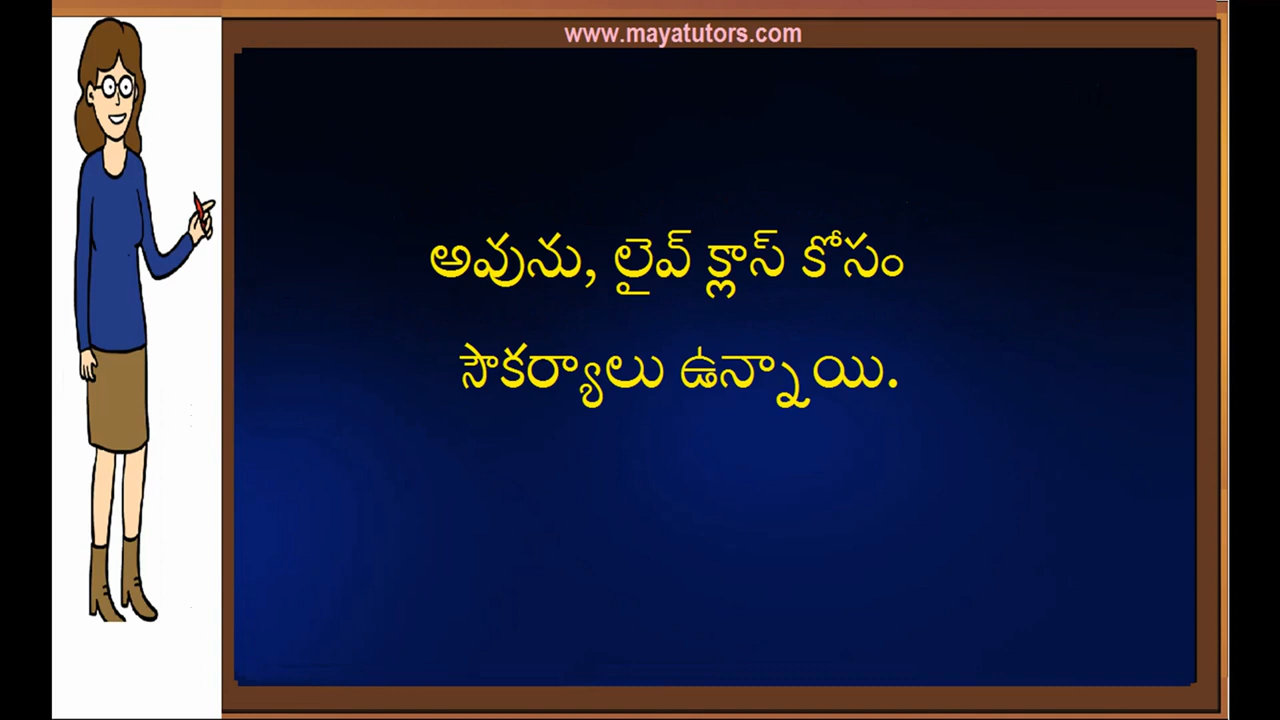 www.mayatutors.com
అవును, లైవ్ క్లాస్ కోసం
సౌకర్యాలు ఉన్నాయి.